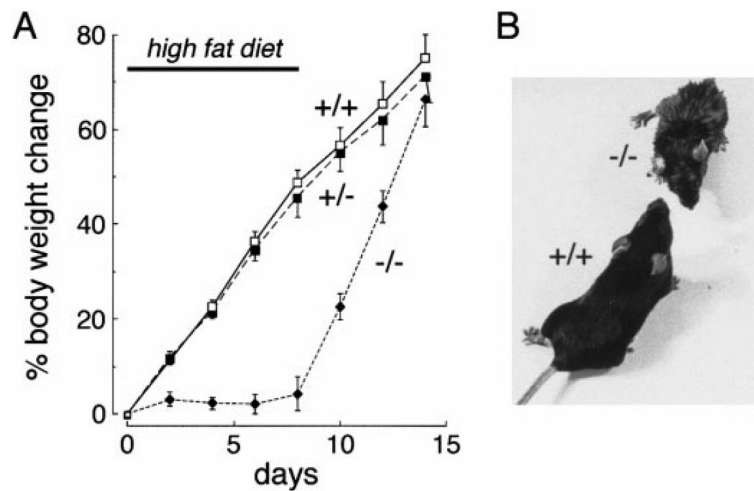 A
B
80
high fat diet
+/+
60
+/-
40
-/-
20
0
0
5
10
15
% body weight change
days
-/-
+/+